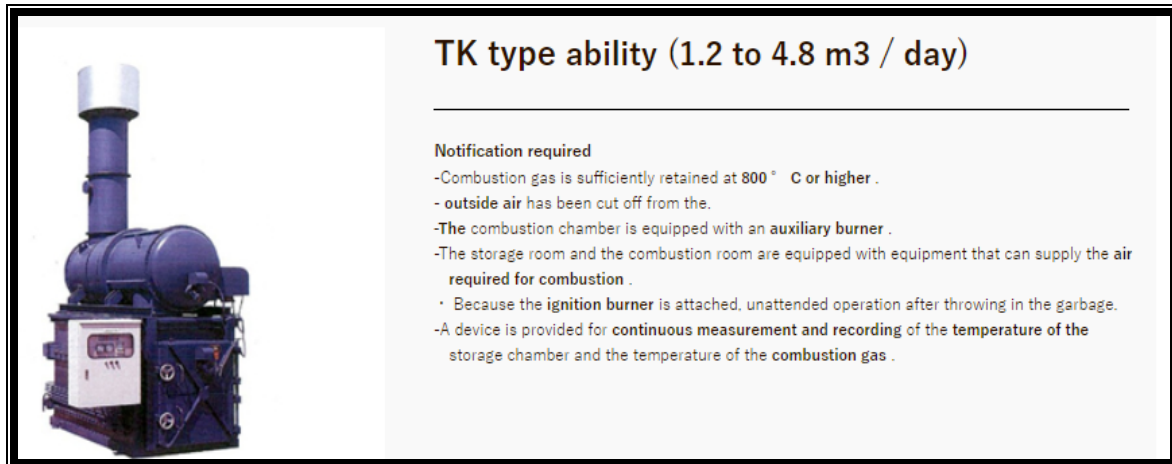 TK type ability (1.2 to 4.8 m3 / day)
Notification required
-Combustion gas is sufficiently retained at 800 ° C or higher .
- outside air has been cut off from the.
-The combustion chamber is equipped with an auxiliary burner .
-The storage room and the combustion room are equipped with equipment that can supply the air
required for combustion .
・ Because the ignition burner is attached, unattended operation after throwing in the garbage.
-A device is provided for continuous measurement and recording of the temperature of the
storage chamber and the temperature of the combustion gas .